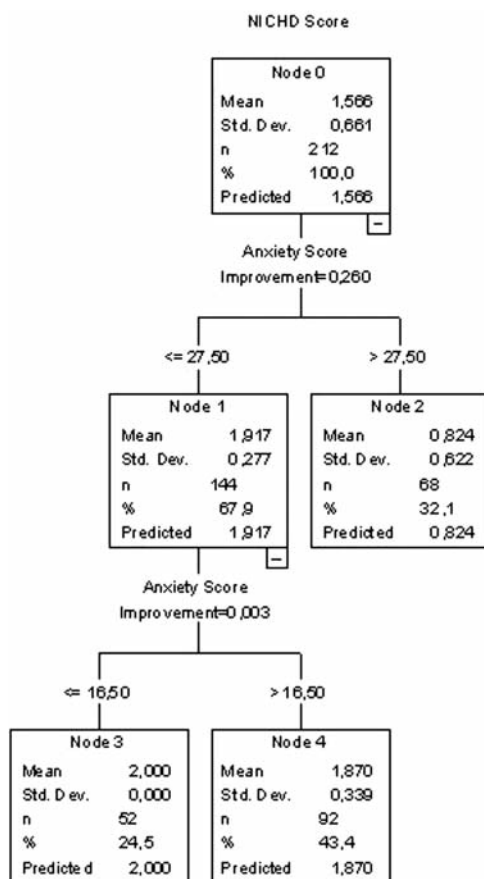 NICHD Score
Node 0
Mean 1,566
Std. Dev. 0,661
n 212
% 100,0
Predicted 1,566
Anxiety Score
Improvement=0,260
<= 27,50
> 27,50
Node 1
Mean 1,917
Std. Dev. 0,277
n 144
% 67,9
Predicted 1,917
Node 2
Mean 0,824
Std. Dev. 0,622
n 68
% 32,1
Predicted 0,824
Anxiety Score
Improvement=0,003
<= 16,50
> 16,50
Node 3
Mean 2,000
Std. Dev. 0,000
n 52
% 24,5
Predicted 2,000
Node 4
Mean 1,870
Std. Dev. 0,339
n 92
% 43,4
Predicted 1,870